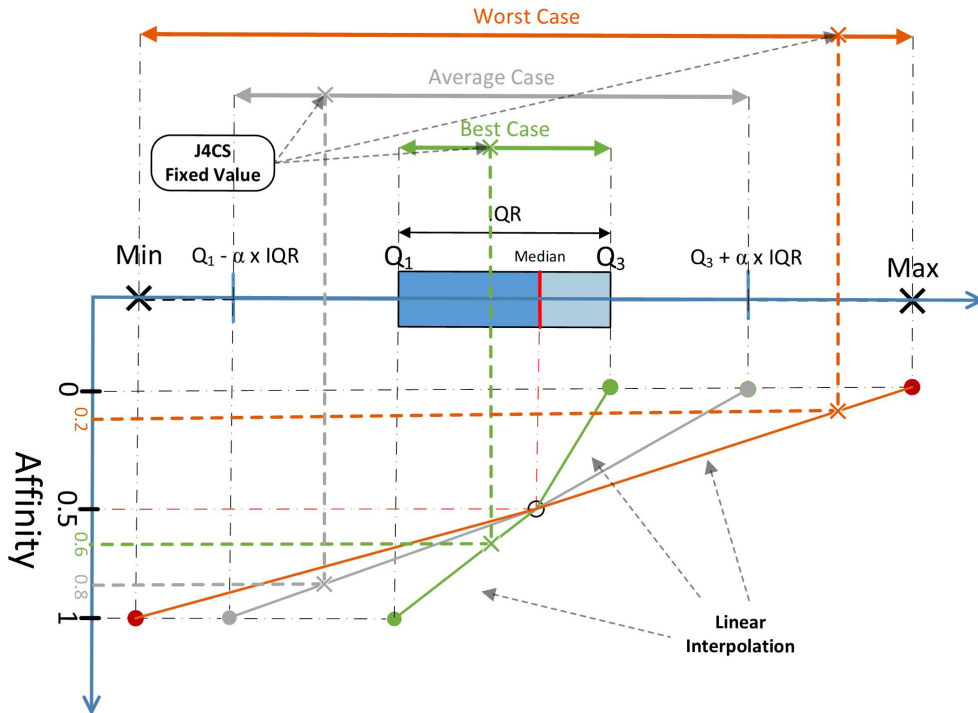 Worst Case
Average Case
Best Case
J4CS
Fixed Value
IQR
Min
Q1 - α x IQR
Q1
Median
Q3
Q3 + α x IQR
Max
0
0.2
0.5
0.6
0.8
1
Affinity
Linear
Interpolation